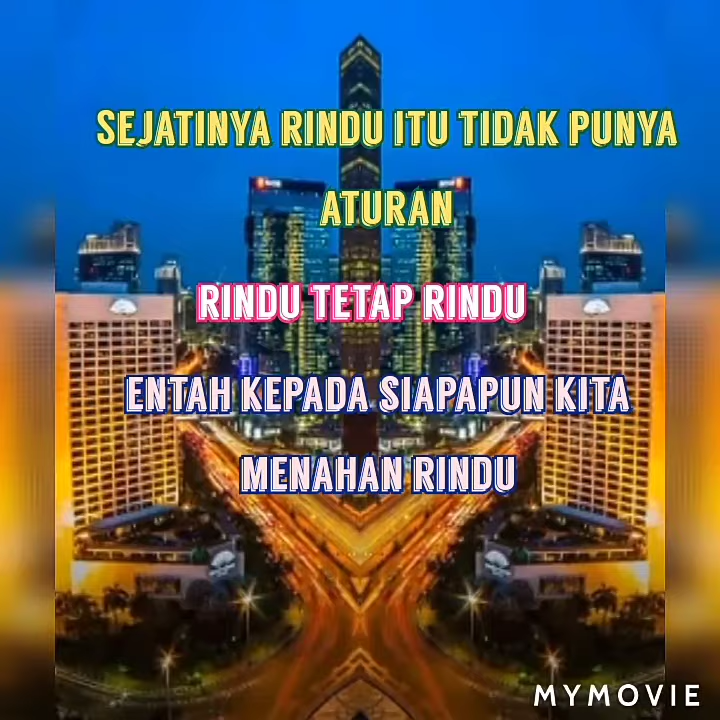 SEJATINYA RINDU ITU TIDAK PUNYA
ATURAN
RINDU TETAP RINDU
ENTAH KEPADA SIAPAPUN KITA
MENAHAN RINDU
MYMOVIE